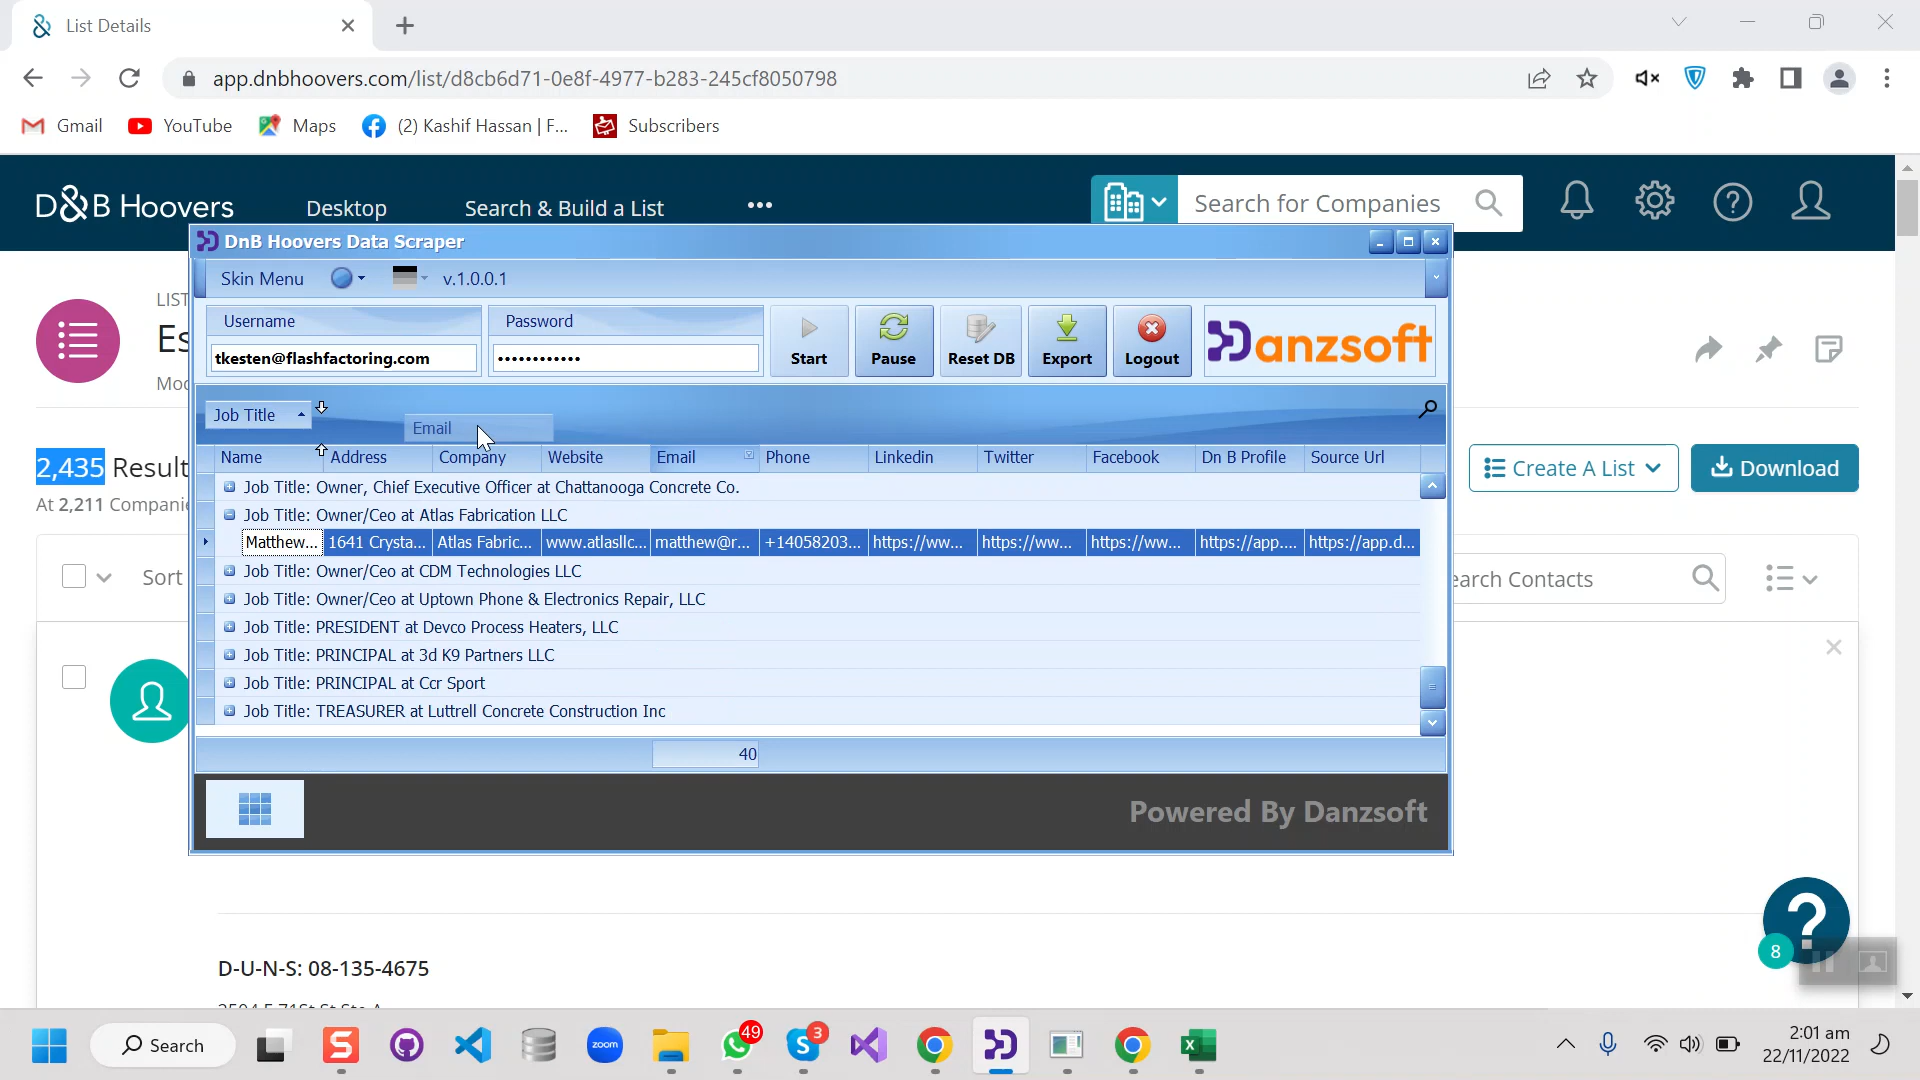 List Details
app.dnbhoovers.com/list/d8cb6d71-0e8f-4977-b283-245cf8050798
Gmail YouTube Maps (2) Kashif Hassan | F... Subscribers
D&B Hoovers Desktop Search & Build a List ••• Search for Companies
DnB Hoovers Data Scraper
Skin Menu v.1.0.0.1
LIST
Es
Mod
Username Password
tkesten@flashfactoring.com ••••••••••••
Start Pause Reset DB Export Logout Danzsoft
Job Title Email
Name Address Company Website Email Phone Linkedin Twitter Facebook Dn B Profile Source Url
2,435 Result
At 2,211 Companie
Create A List Download
Job Title: Owner, Chief Executive Officer at Chattanooga Concrete Co.
Job Title: Owner/Ceo at Atlas Fabrication LLC
Matthew... 1641 Crysta... Atlas Fabric... www.atlasllc... matthew@r... +14058203... https://ww... https://ww... https://ww... https://app.... https://app.d...
Job Title: Owner/Ceo at CDM Technologies LLC
Sort earch Contacts
Job Title: Owner/Ceo at Uptown Phone & Electronics Repair, LLC
Job Title: PRESIDENT at Devco Process Heaters, LLC
Job Title: PRINCIPAL at 3d K9 Partners LLC
Job Title: PRINCIPAL at Ccr Sport
Job Title: TREASURER at Luttrell Concrete Construction Inc
40
Powered By Danzsoft
?
8
D-U-N-S: 08-135-4675
Search zoom 49 3
2:01 am
22/11/2022